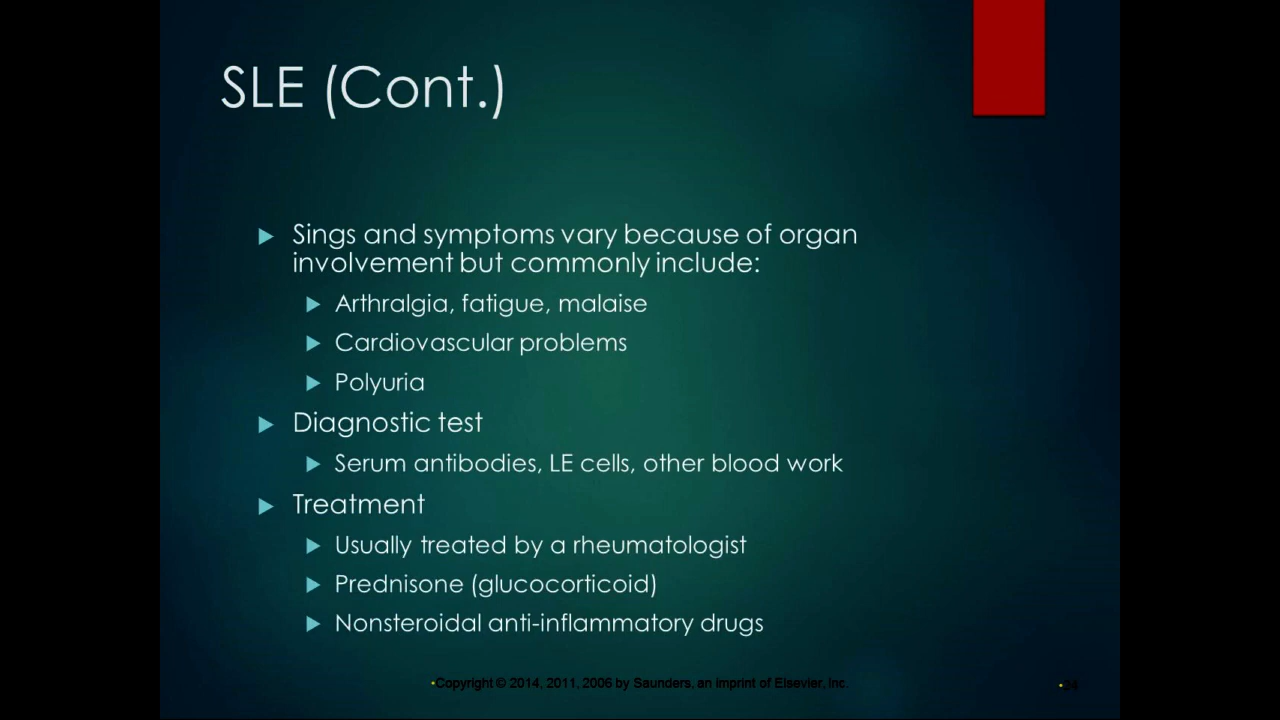 SLE (Cont.)
Sings and symptoms vary because of organ
involvement but commonly include:
Arthralgia, fatigue, malaise
Cardiovascular problems
Polyuria
Diagnostic test
Serum antibodies, LE cells, other blood work
Treatment
Usually treated by a rheumatologist
Prednisone (glucocorticoid)
Nonsteroidal anti-inflammatory drugs
•Copyright © 2014, 2011, 2006 by Saunders, an imprint of Elsevier, Inc.
•24